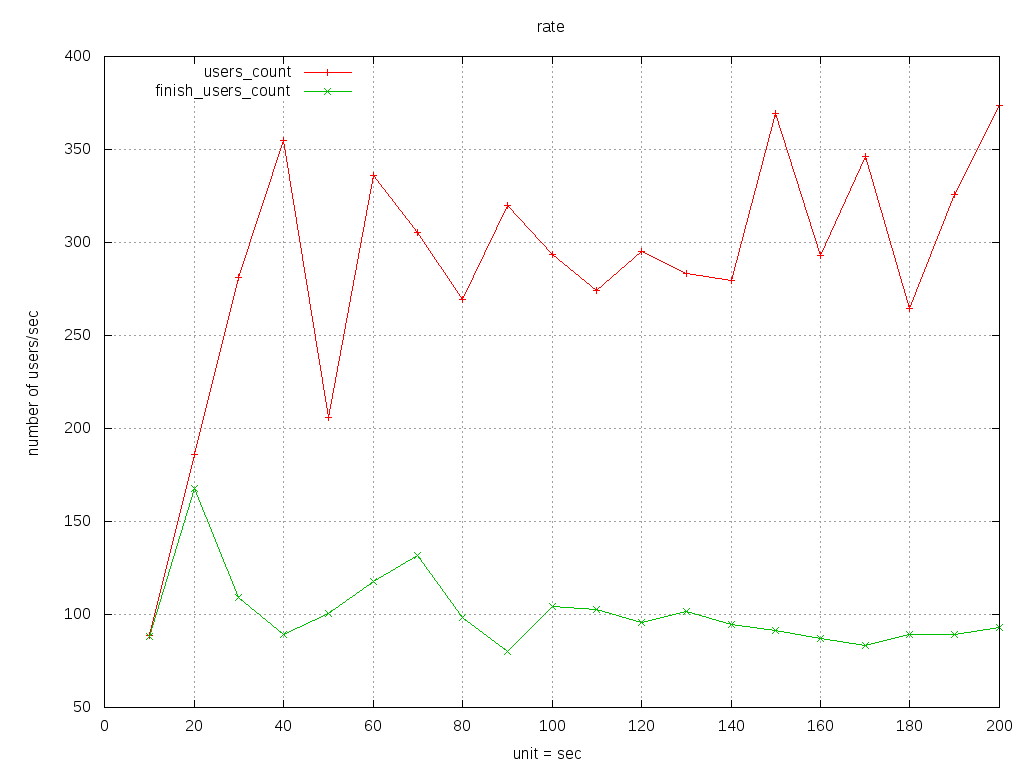 rate
400
users_count
finish_users_count
350
300
250
number of users/sec
200
150
100
50
0 20 40 60 80 100 120 140 160 180 200
unit = sec